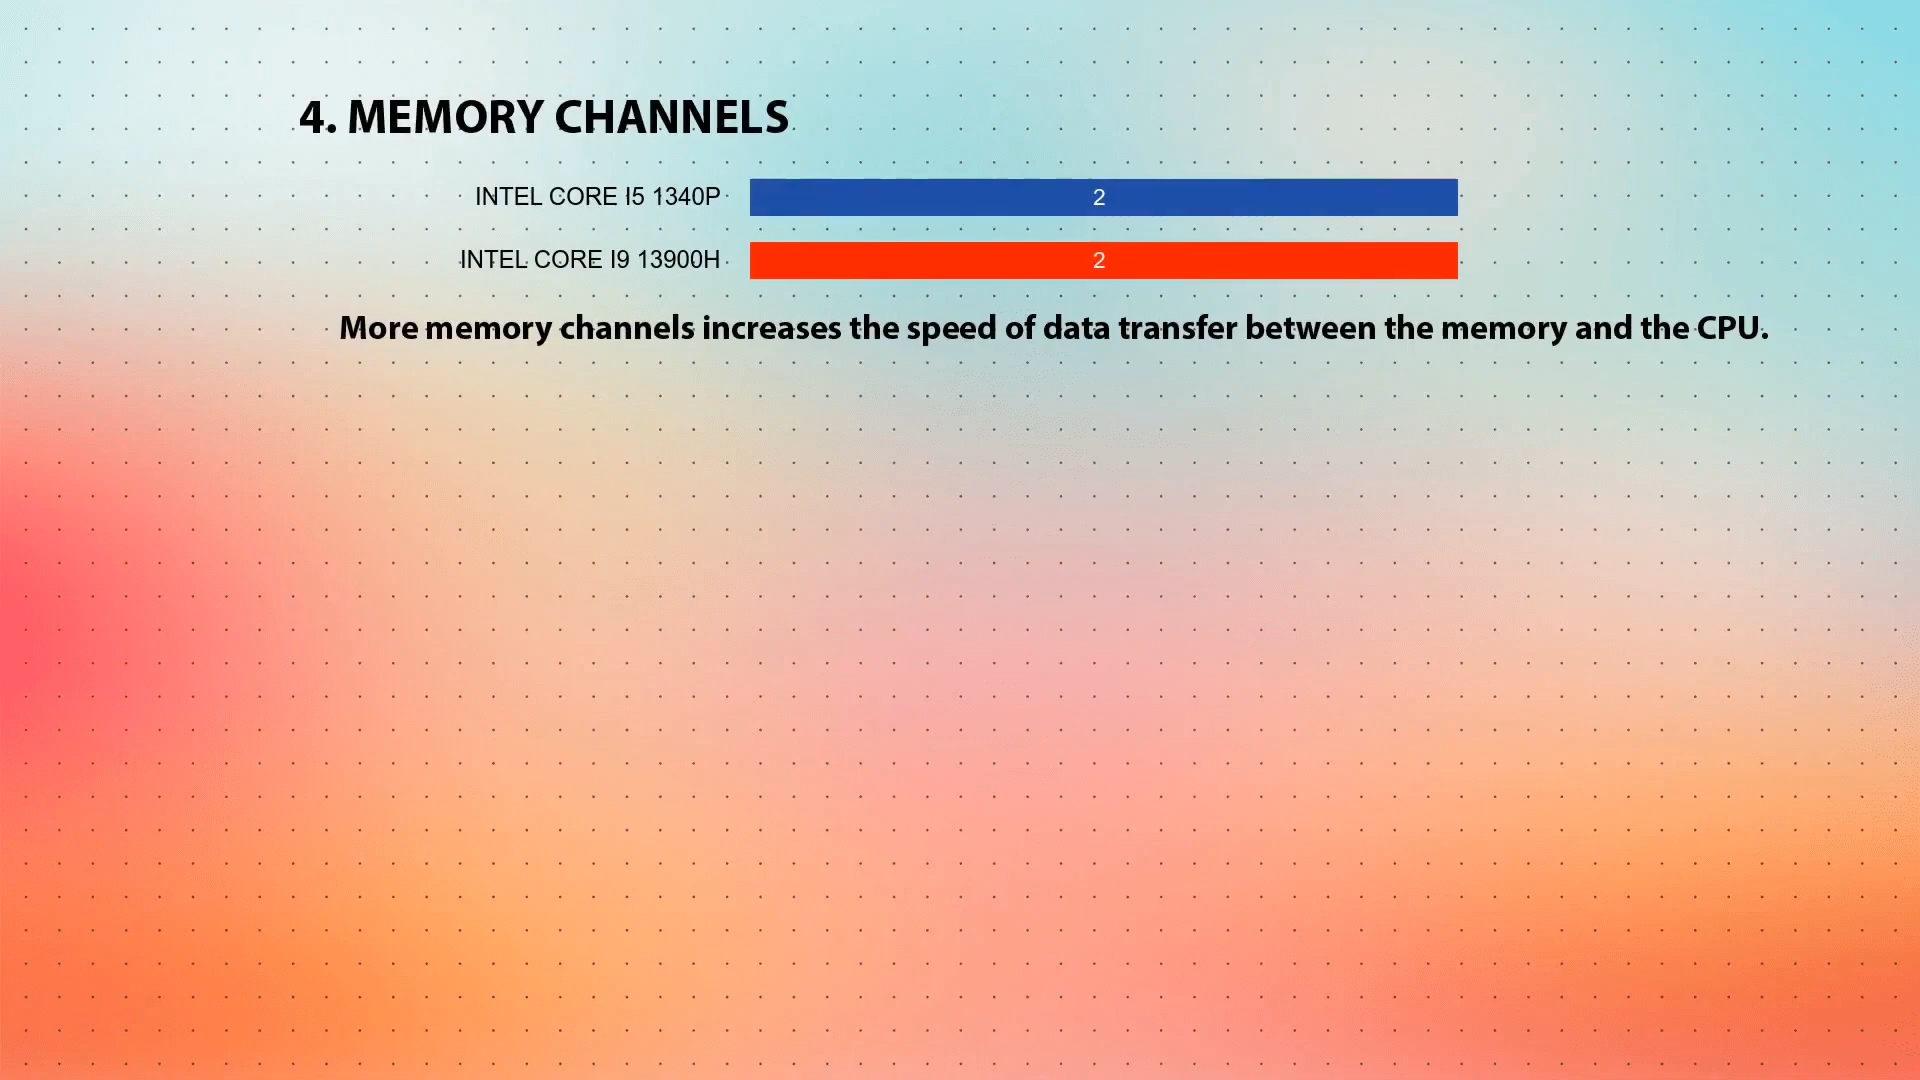 4. MEMORY CHANNELS
INTEL CORE I5 1340P 2
INTEL CORE I9 13900H 2
More memory channels increases the speed of data transfer between the memory and the CPU.